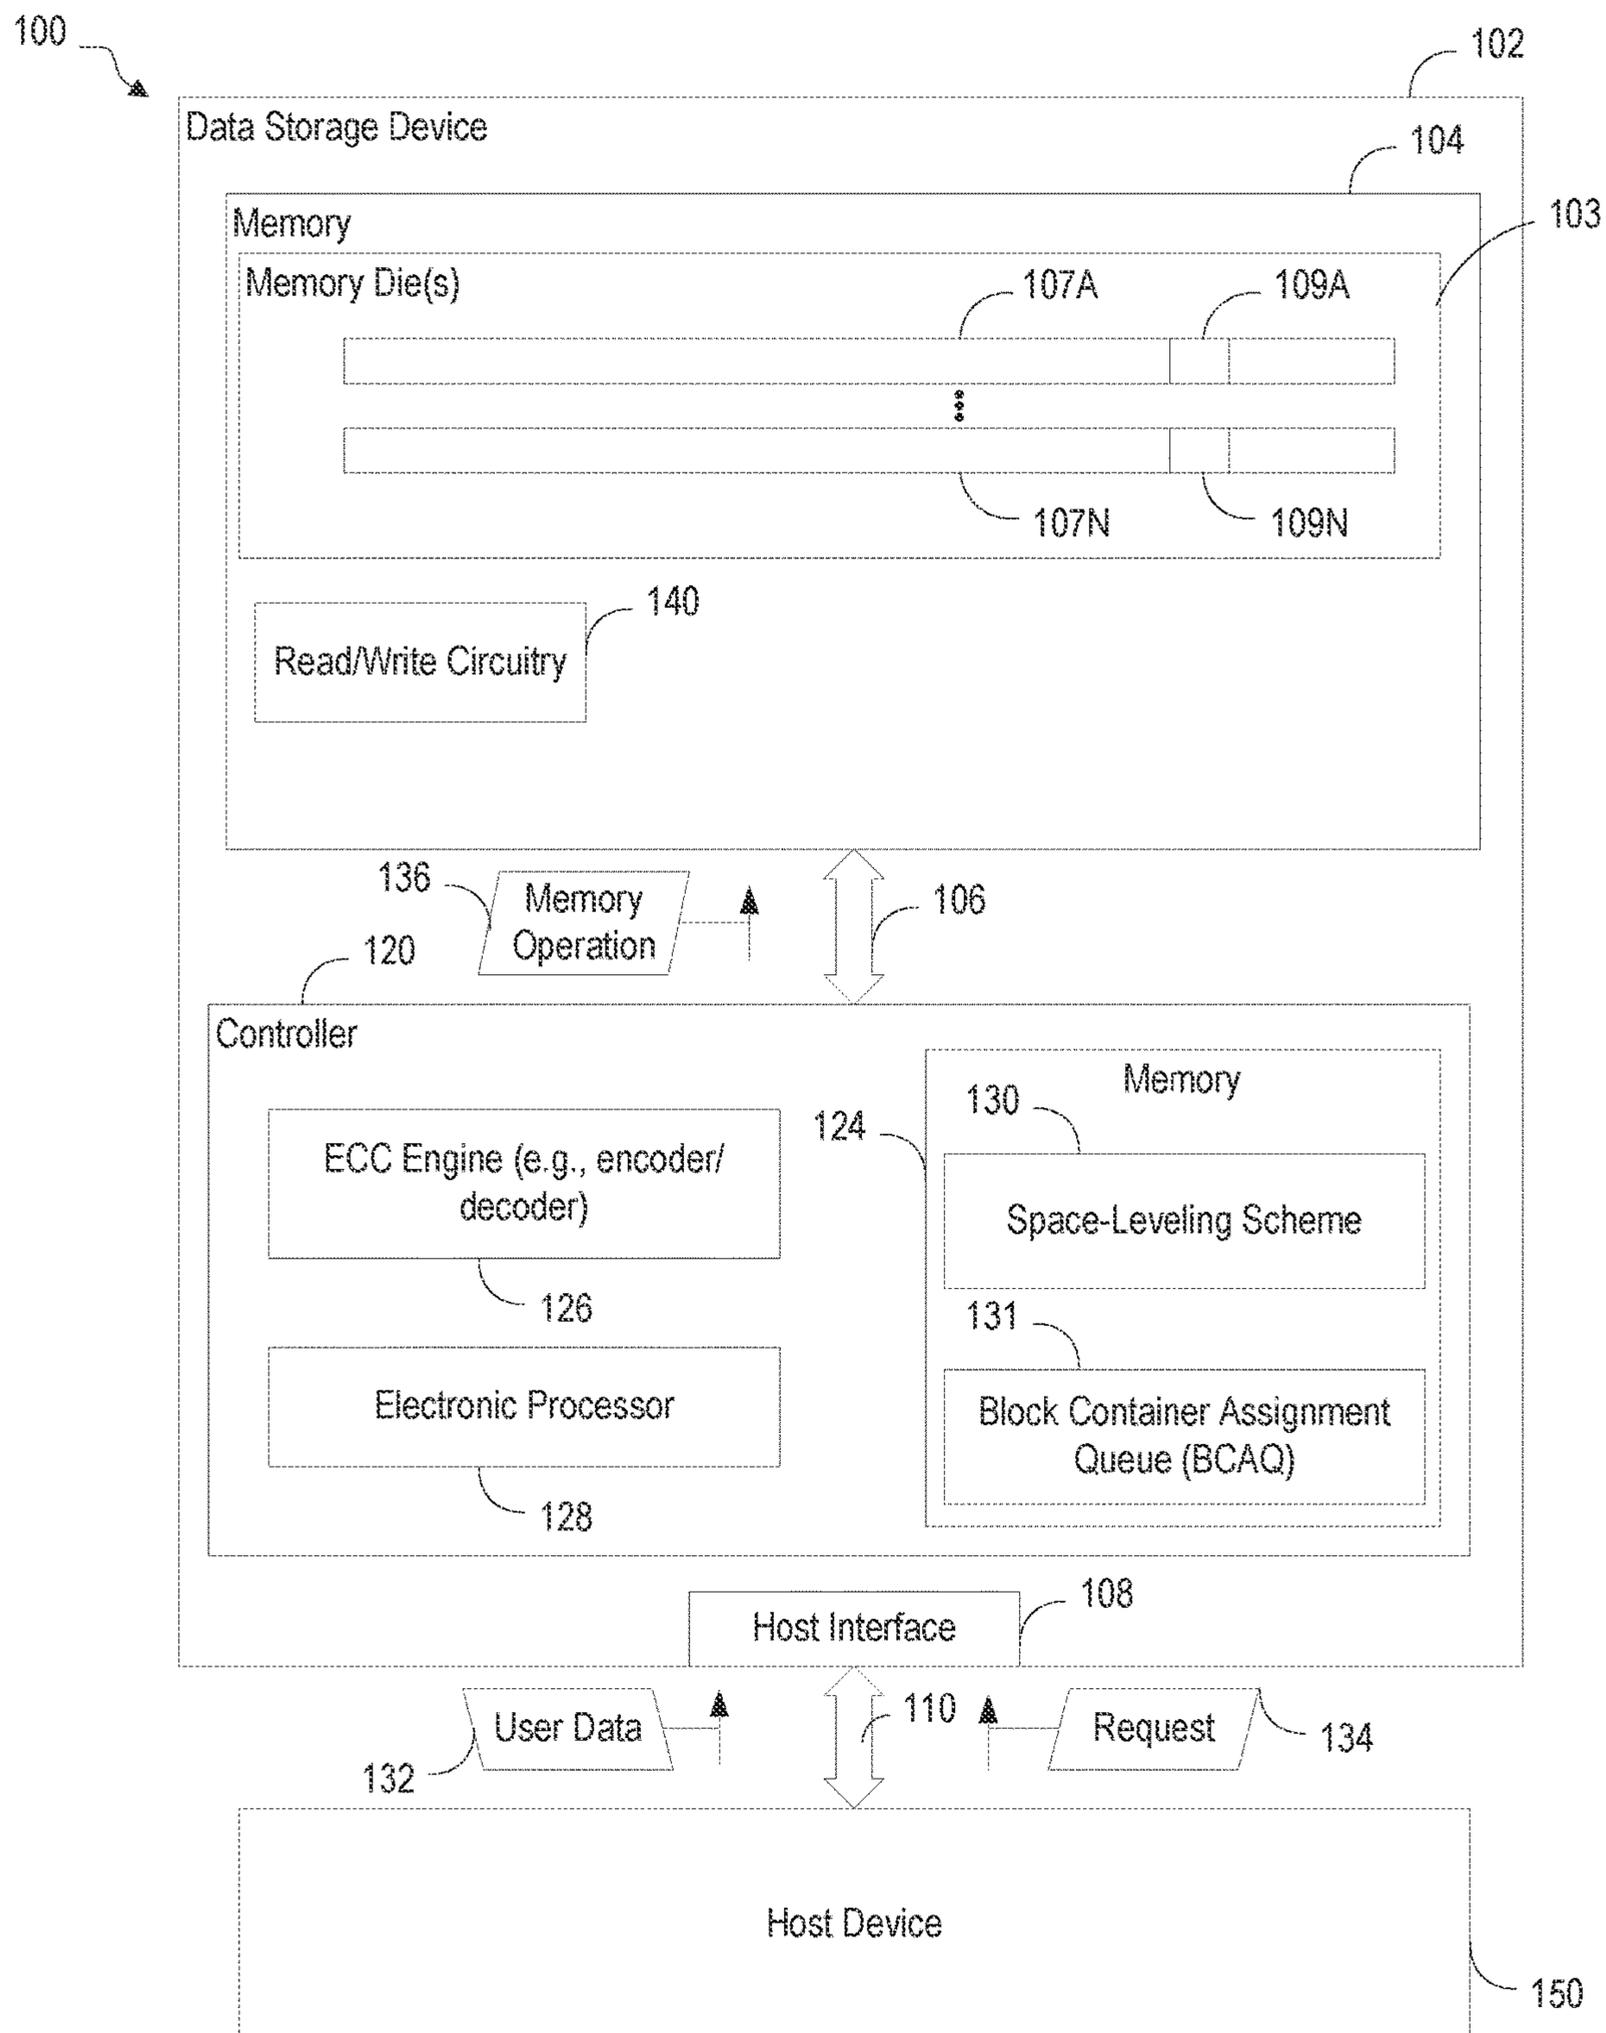 100
102
Data Storage Device
104
103
Memory
Memory Die(s)
107A
109A
107N
109N
140
Read/Write Circuitry
136
Memory
Operation
106
120
Controller
Memory
130
124
ECC Engine (e.g., encoder/
decoder)
Space-Leveling Scheme
126
131
Electronic Processor
Block Container Assignment
Queue (BCAQ)
128
108
Host Interface
110
User Data
Request
132
134
Host Device
150